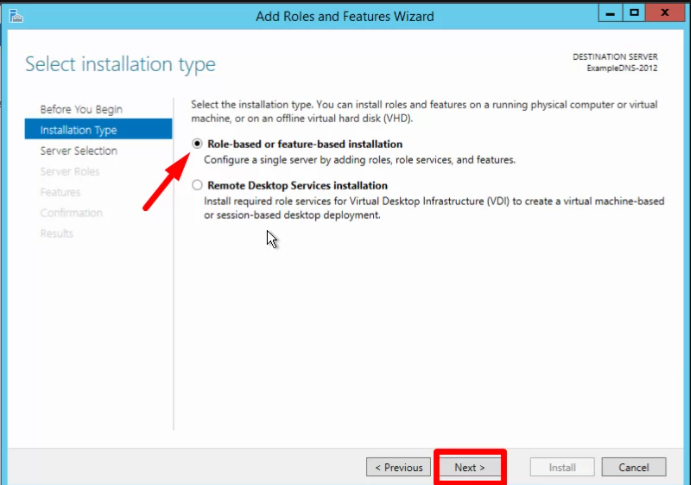 Add Roles and Features Wizard
Select installation type
DESTINATION SERVER
ExampleDNS-2012
Before You Begin
Installation Type
Server Selection
Server Roles
Features
Confirmation
Results
Select the installation type. You can install roles and features on a running physical computer or virtual
machine, or on an offline virtual hard disk (VHD).
Role-based or feature-based installation
Configure a single server by adding roles, role services, and features.
Remote Desktop Services installation
Install required role services for Virtual Desktop Infrastructure (VDI) to create a virtual machine-based
or session-based desktop deployment.
< Previous
Next >
Install
Cancel